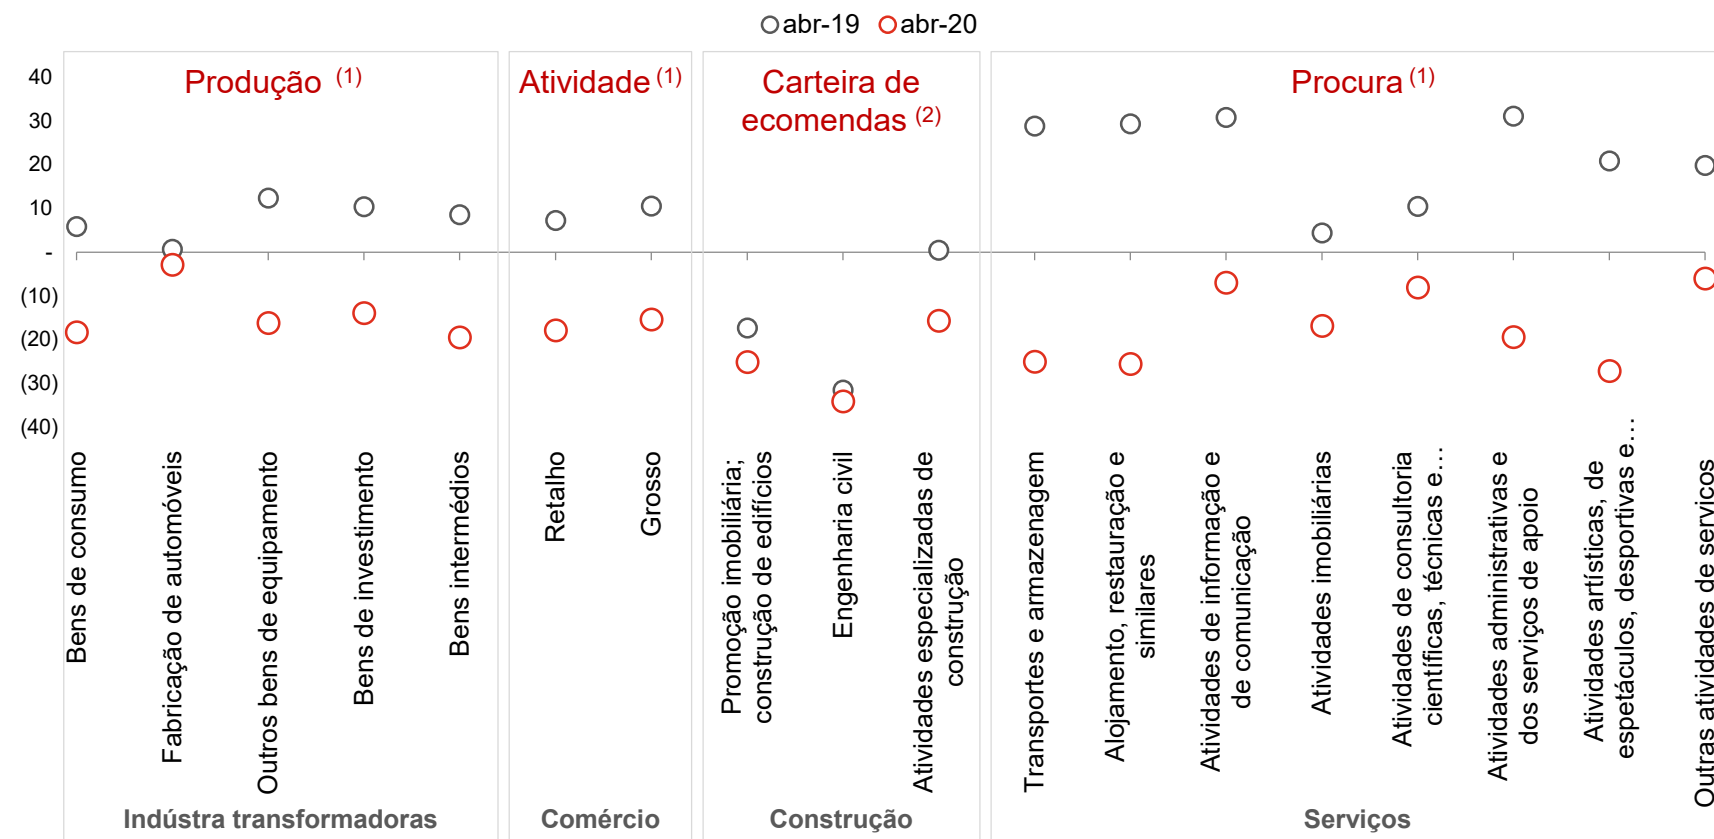 abr-19 abr-20
40
30
20
10
-
(10)
(20)
(30)
(40)
Produção (1)
Atividade (1)
Carteira de
ecomendas (2)
Procura (1)
Bens de consumo
Fabricação de automóveis
Outros bens de equipamento
Bens de investimento
Bens intermédios
Retalho
Grosso
Promoção imobiliária;
construção de edifícios
Engenharia civil
Atividades especializadas de
construção
Transportes e armazenagem
Alojamento, restauração e
similares
Atividades de informação e
de comunicação
Atividades imobiliárias
Atividades de consultoria
científicas, técnicas e…
Atividades administrativas e
dos serviços de apoio
Atividades artísticas, de
espetáculos, desportivas e…
Outras atividades de servicos
Indústra transformadoras
Comércio
Construção
Serviços